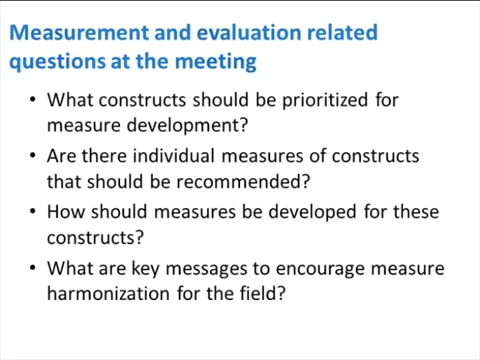 Measurement and evaluation related
questions at the meeting
• What constructs should be prioritized for
measure development?
• Are there individual measures of constructs
that should be recommended?
• How should measures be developed for these
constructs?
• What are key messages to encourage measure
harmonization for the field?